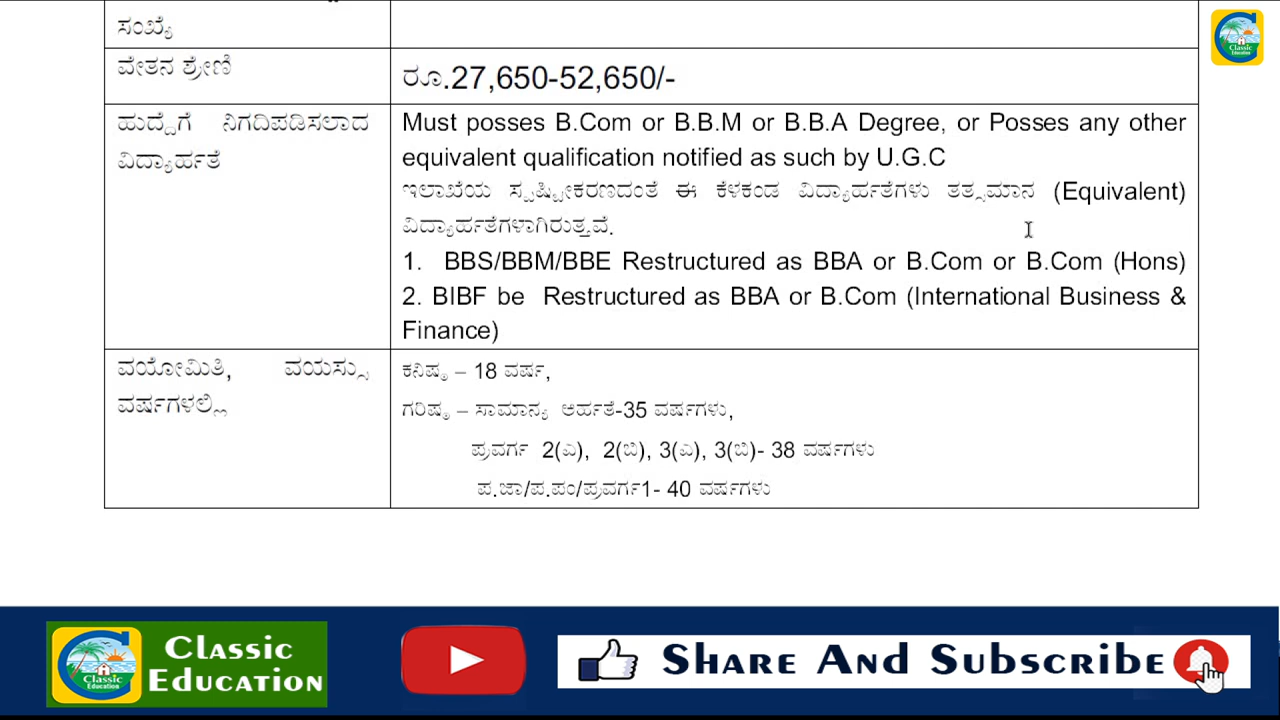 ಸಂಖ್ಯೆ
ವೇತನ ಶ್ರೇಣಿ
ರೂ.27,650-52,650/-
ಹುದ್ದೆಗೆ ನಿಗದಿಪಡಿಸಲಾದ
ವಿದ್ಯಾರ್ಹತೆ
Must posses B.Com or B.B.M or B.B.A Degree, or Posses any other
equivalent qualification notified as such by U.G.C
ಇಲಾಖೆಯ ಸ್ಪಷ್ಟೀಕರಣದಂತೆ ಈ ಕೆಳಕಂಡ ವಿದ್ಯಾರ್ಹತೆಗಳು ತತ್ಸಮಾನ (Equivalent)
ವಿದ್ಯಾರ್ಹತೆಗಳಾಗಿರುತ್ತವೆ.
1. BBS/BBM/BBE Restructured as BBA or B.Com or B.Com (Hons)
2. BIBF be Restructured as BBA or B.Com (International Business &
Finance)
ವಯೋಮಿತಿ, ವಯಸ್ಸು
ವರ್ಷಗಳಲ್ಲಿ
ಕನಿಷ್ಠ – 18 ವರ್ಷ,
ಗರಿಷ್ಠ – ಸಾಮಾನ್ಯ ಅರ್ಹತೆ-35 ವರ್ಷಗಳು,
ಪ್ರವರ್ಗ 2(ಎ), 2(ಬಿ), 3(ಎ), 3(ಬಿ)- 38 ವರ್ಷಗಳು
ಪ.ಜಾ/ಪ.ಪಂ/ಪ್ರವರ್ಗ1- 40 ವರ್ಷಗಳು
Classic
Education
Classic
Education
Classic
Education
Share And Subscribe